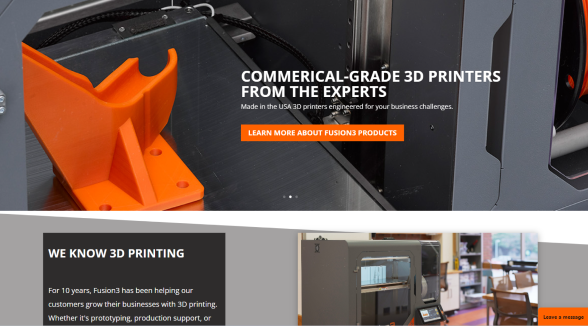 COMMERICAL-GRADE 3D PRINTERS
FROM THE EXPERTS
Made in the USA 3D printers engineered for your business challenges.
LEARN MORE ABOUT FUSION3 PRODUCTS
WE KNOW 3D PRINTING
For 10 years, Fusion3 has been helping our
customers grow their businesses with 3D printing.
Whether it's prototyping, production support, or
Leave a message